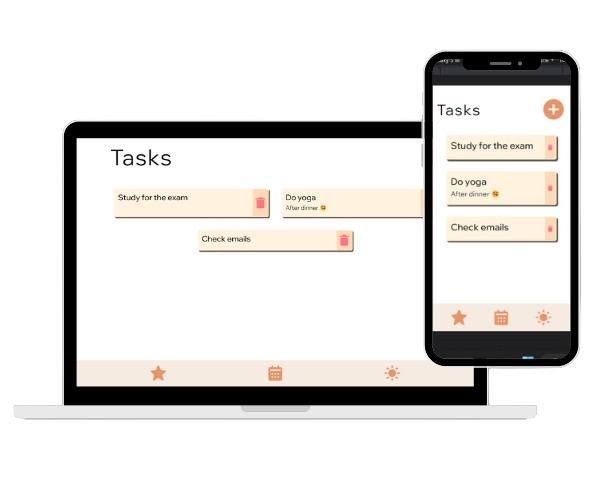 Tasks
Study for the exam
Do yoga
After dinner 😘
Check emails
Tasks
Study for the exam
Do yoga
After dinner 😘
Check emails